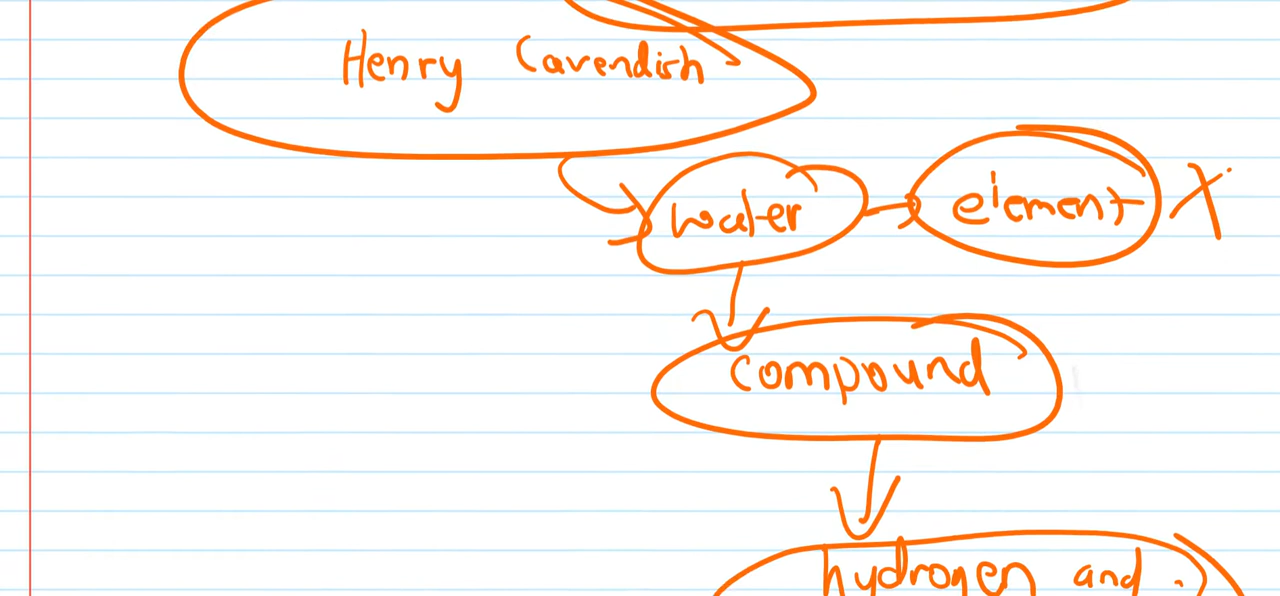 Henry Cavendish
water
element X
compound
hydrogen and